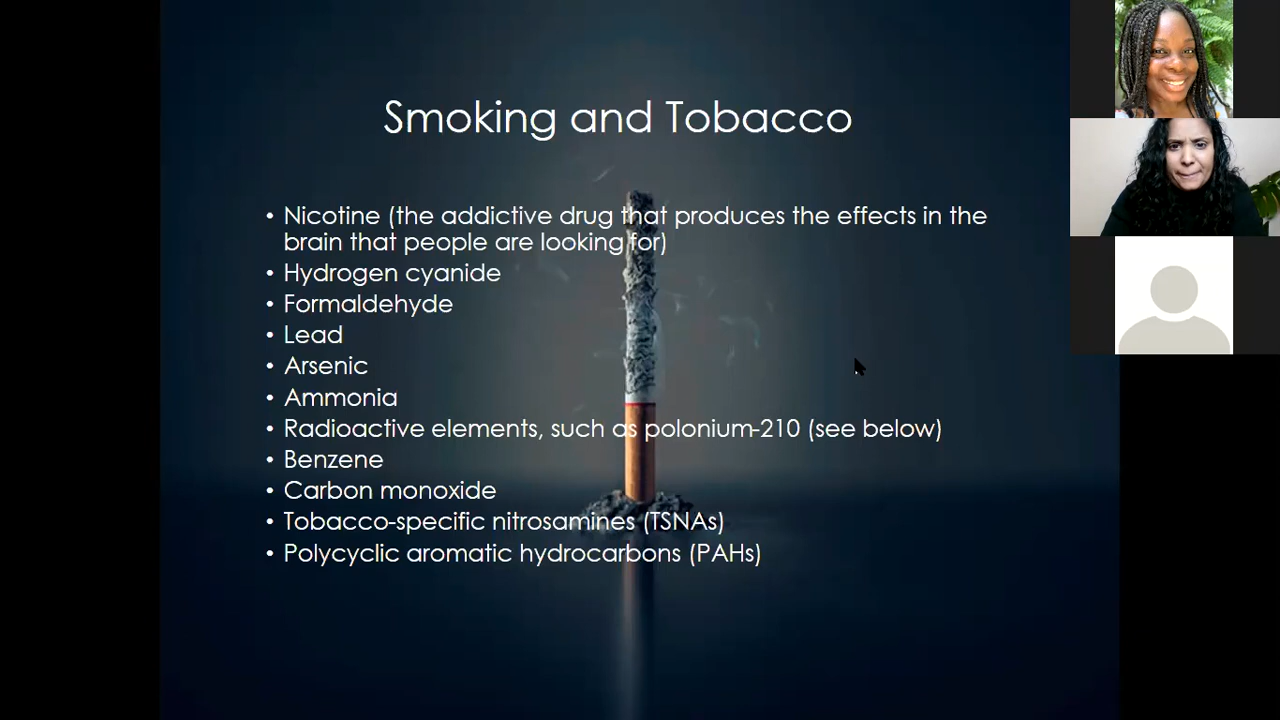 Smoking and Tobacco
• Nicotine (the addictive drug that produces the effects in the
brain that people are looking for)
• Hydrogen cyanide
• Formaldehyde
• Lead
• Arsenic
• Ammonia
• Radioactive elements, such as polonium-210 (see below)
• Benzene
• Carbon monoxide
• Tobacco-specific nitrosamines (TSNAs)
• Polycyclic aromatic hydrocarbons (PAHs)